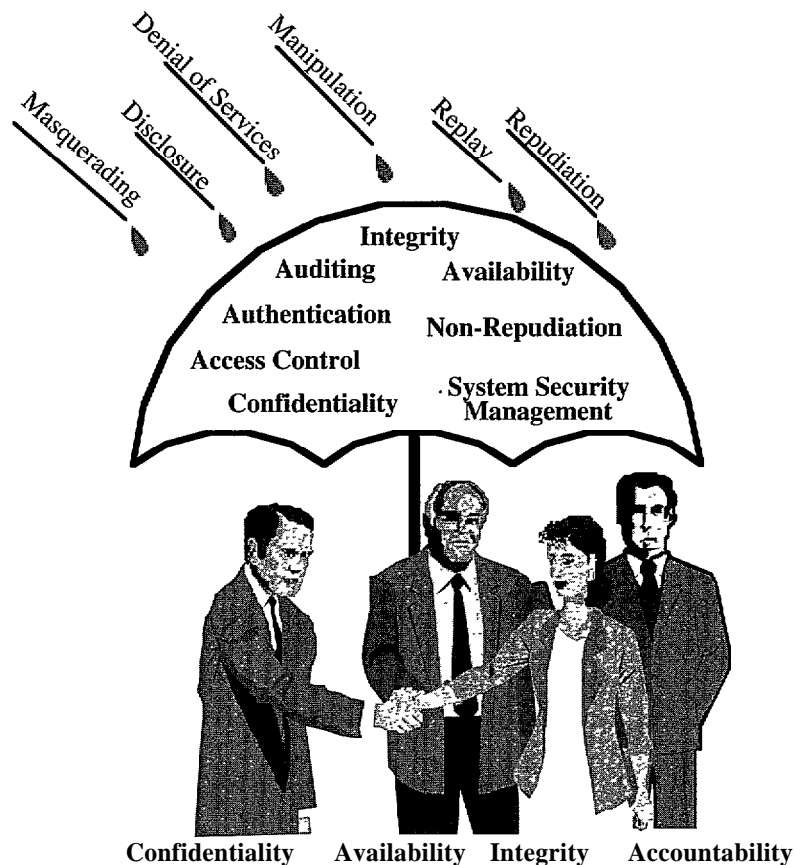 Masquerading
Disclosure
Denial of Services
Manipulation
Replay
Repudiation
Integrity
Auditing
Availability
Authentication
Non-Repudiation
Access Control
Confidentiality
System Security
Management
Confidentiality Availability Integrity Accountability